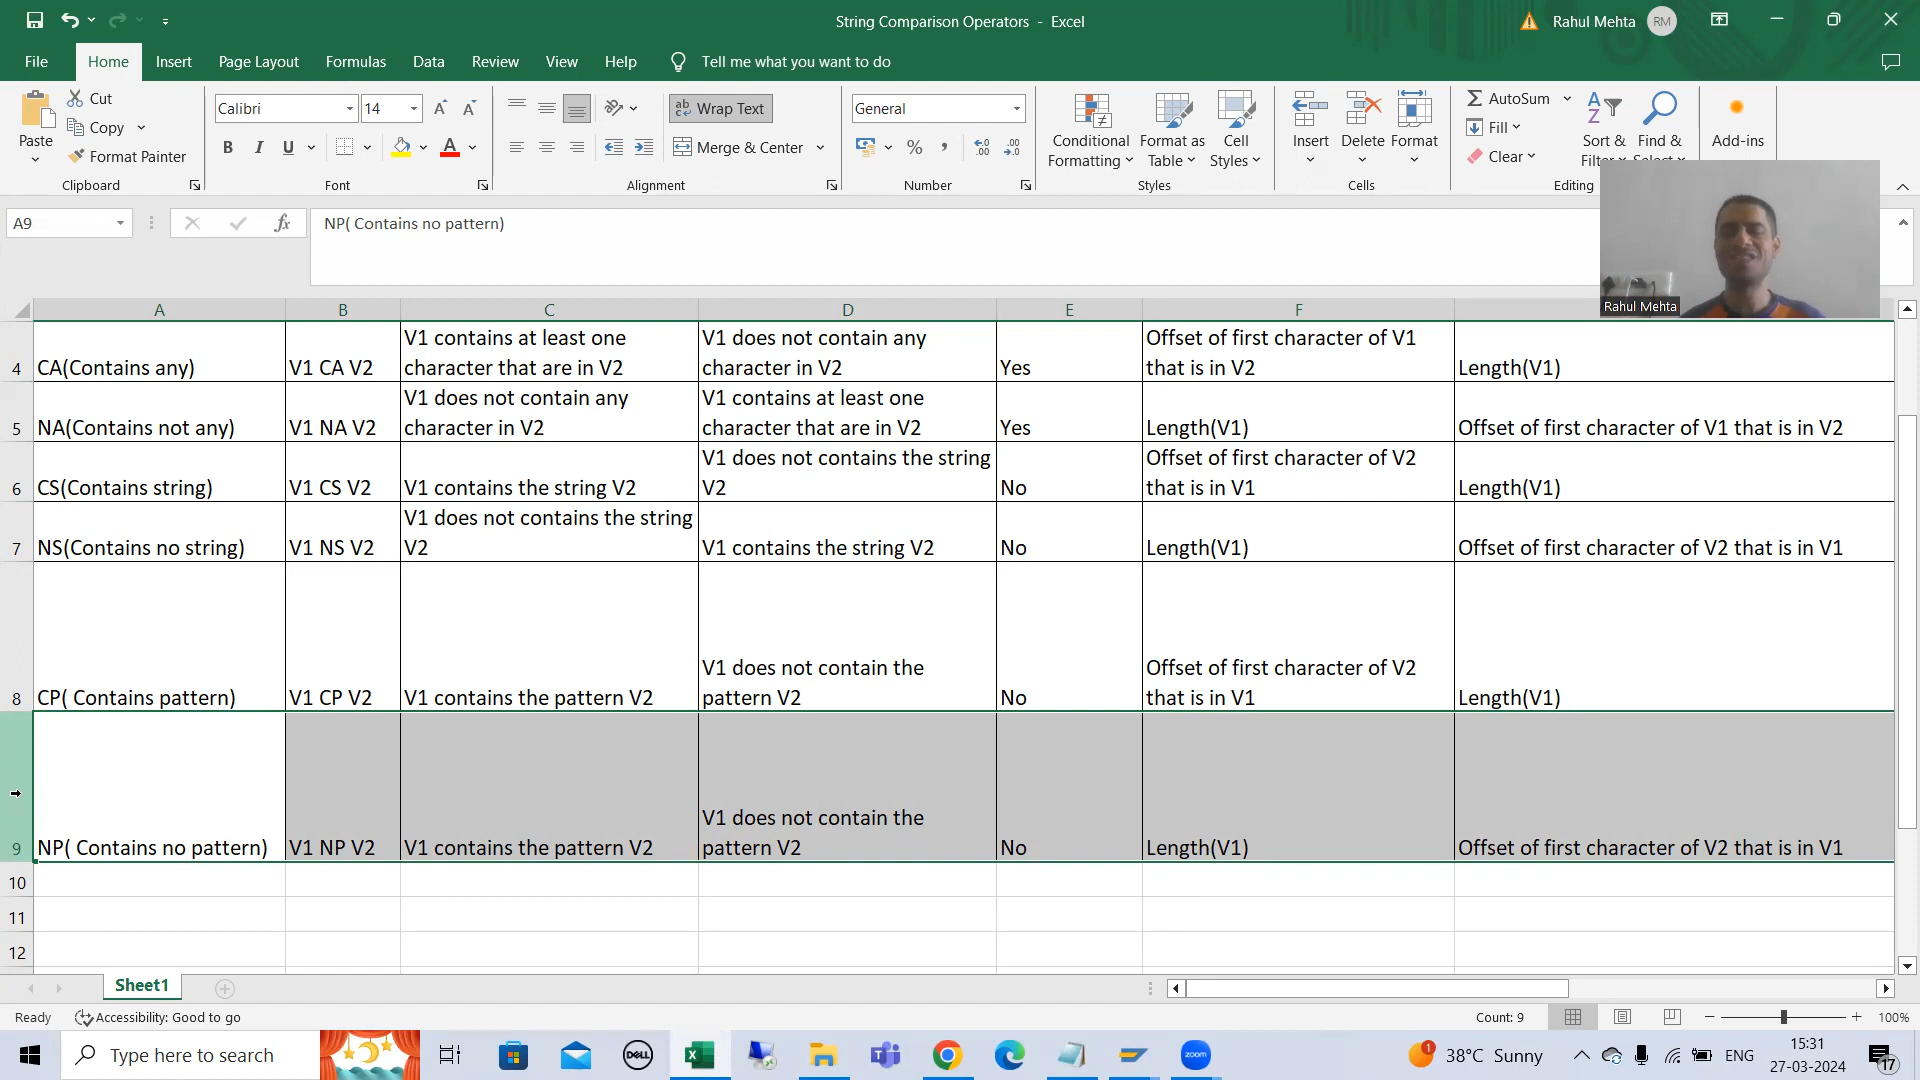 String Comparison Operators - Excel
Rahul Mehta
RM
File
Home
Insert
Page Layout
Formulas
Data
Review
View
Help
Tell me what you want to do
Paste
Cut
Copy
Format Painter
Clipboard
Calibri
14
B I U
Font
Wrap Text
Merge & Center
Alignment
General
Number
Conditional
Formatting
Format as
Table
Cell
Styles
Styles
Insert
Delete
Format
Cells
AutoSum
Fill
Clear
Sort &
Filter
Find &
Select
Editing
Add-ins
A9
fx
NP( Contains no pattern)
Rahul Mehta
A B C D E F
4
CA(Contains any)
V1 CA V2
V1 contains at least one
character that are in V2
V1 does not contain any
character in V2
Yes
Offset of first character of V1
that is in V2
Length(V1)
5
NA(Contains not any)
V1 NA V2
V1 does not contain any
character in V2
V1 contains at least one
character that are in V2
Yes
Length(V1)
Offset of first character of V1 that is in V2
6
CS(Contains string)
V1 CS V2
V1 contains the string V2
V1 does not contains the string
V2
No
Offset of first character of V2
that is in V1
Length(V1)
7
NS(Contains no string)
V1 NS V2
V1 does not contains the string
V2
V1 contains the string V2
No
Length(V1)
Offset of first character of V2 that is in V1
8
CP( Contains pattern)
V1 CP V2
V1 contains the pattern V2
V1 does not contain the
pattern V2
No
Offset of first character of V2
that is in V1
Length(V1)
9
NP( Contains no pattern)
V1 NP V2
V1 contains the pattern V2
V1 does not contain the
pattern V2
No
Length(V1)
Offset of first character of V2 that is in V1
10
11
12
Sheet1
Ready
Accessibility: Good to go
Count: 9
100%
Type here to search
DELL
zoom
1
38°C Sunny
ENG
15:31
27-03-2024
17